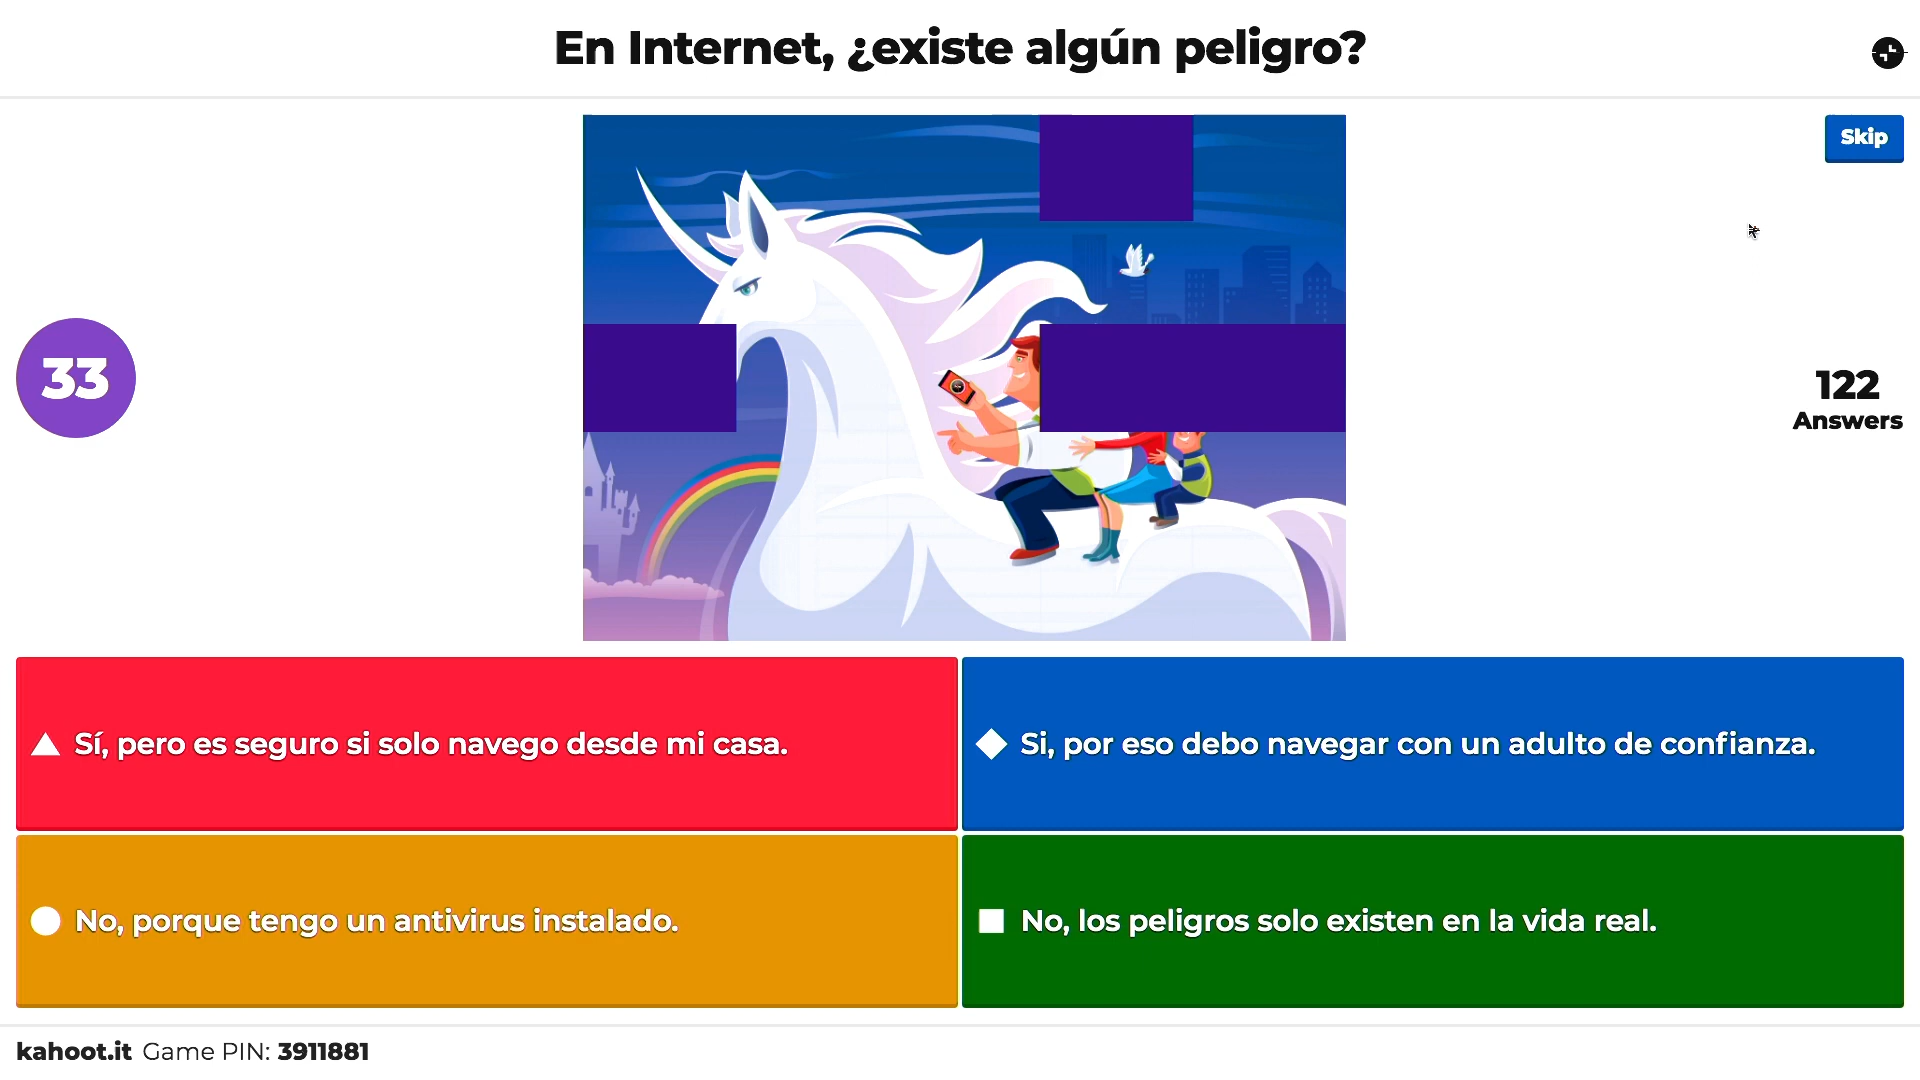 En Internet, ¿existe algún peligro?
Skip
33
122
Answers
Sí, pero es seguro si solo navego desde mi casa.
Si, por eso debo navegar con un adulto de confianza.
No, porque tengo un antivirus instalado.
No, los peligros solo existen en la vida real.
kahoot.it Game PIN: 3911881